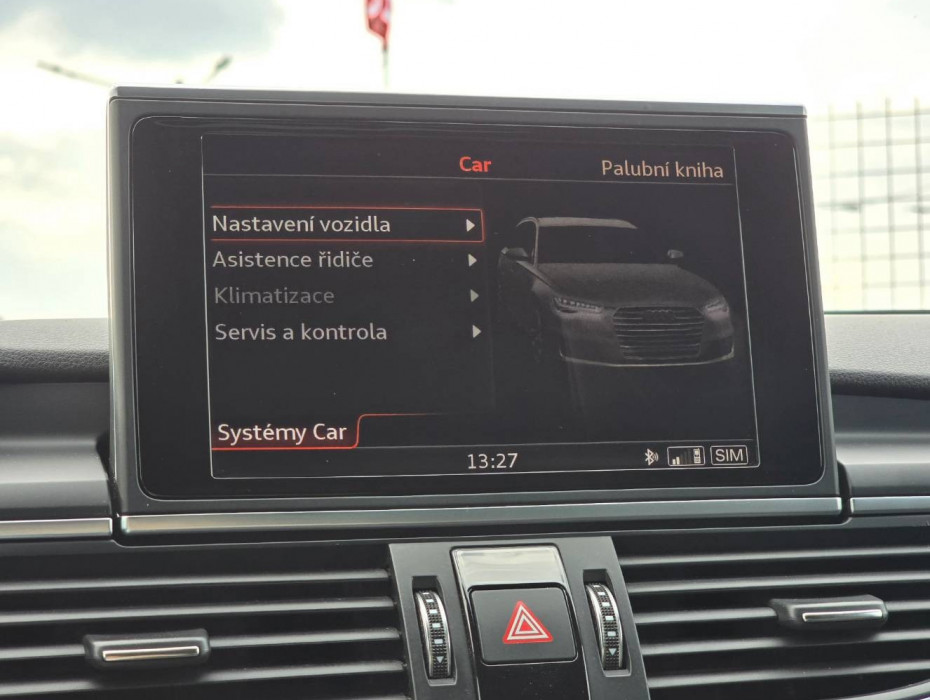 Car
Palubní kniha
Nastavení vozidla
Asistence řidiče
Klimatizace
Servis a kontrola
Systémy Car
13:27
SIM